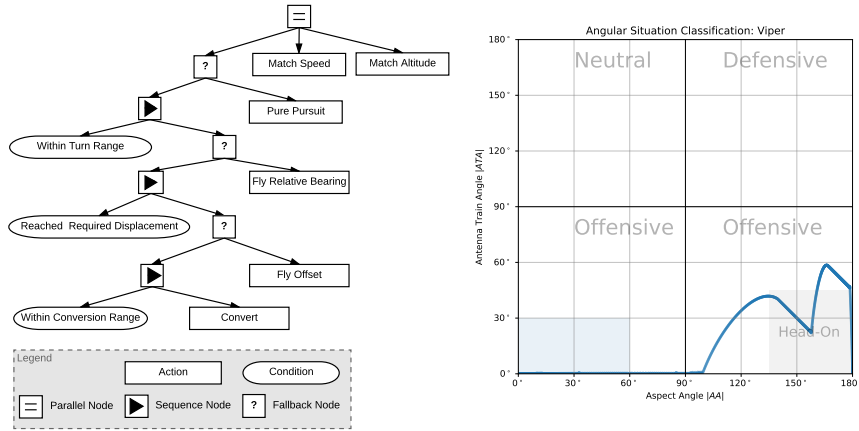 ?
Match Speed
Match Altitude
Pure Pursuit
Within Turn Range
?
Fly Relative Bearing
Reached  Required Displacement
?
Fly Offset
Within Conversion Range
Convert
Legend
Action
Condition
Parallel Node
Sequence Node
?
Fallback Node
Angular Situation Classification: Viper
180°
150°
120°
90°
60°
30°
0°
Antenna Train Angle |ATA|
Neutral
Defensive
Offensive
Offensive
Head-On
0°
30°
60°
90°
120°
150°
180
Aspect Angle |AA|